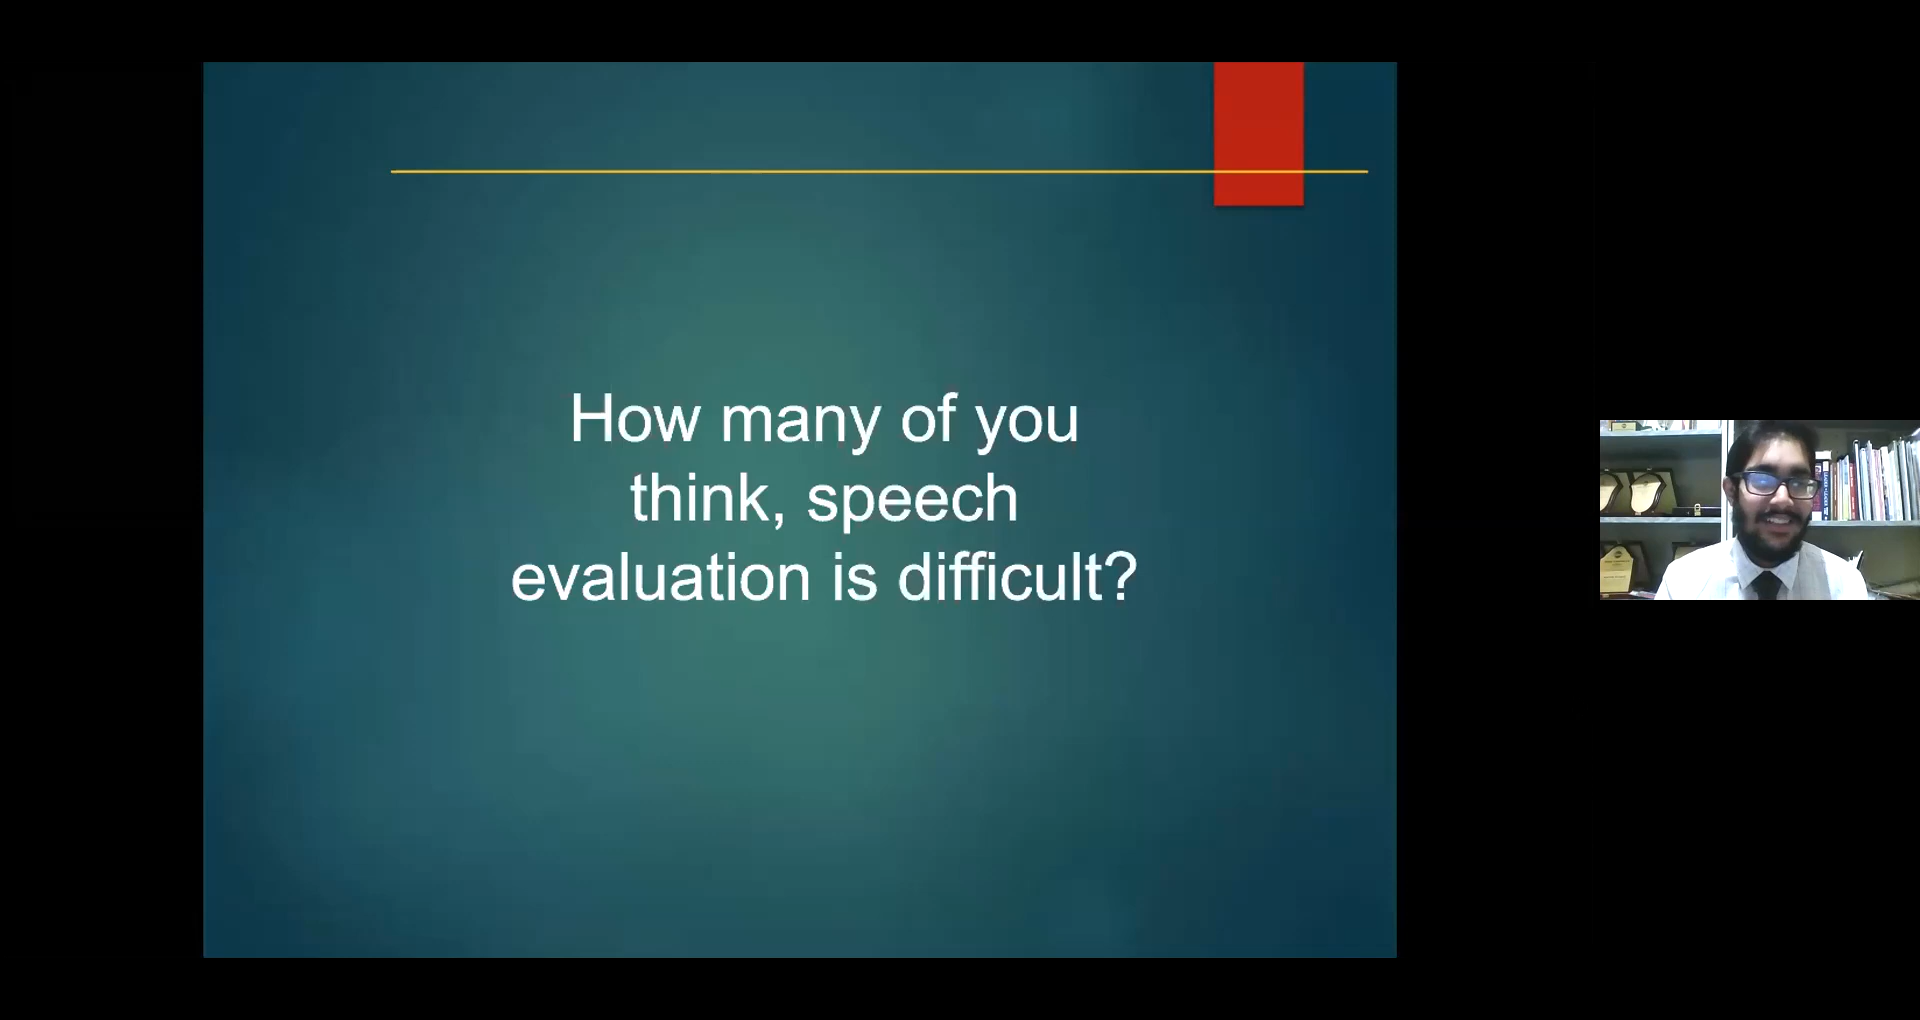 How many of you
think, speech
evaluation is difficult?